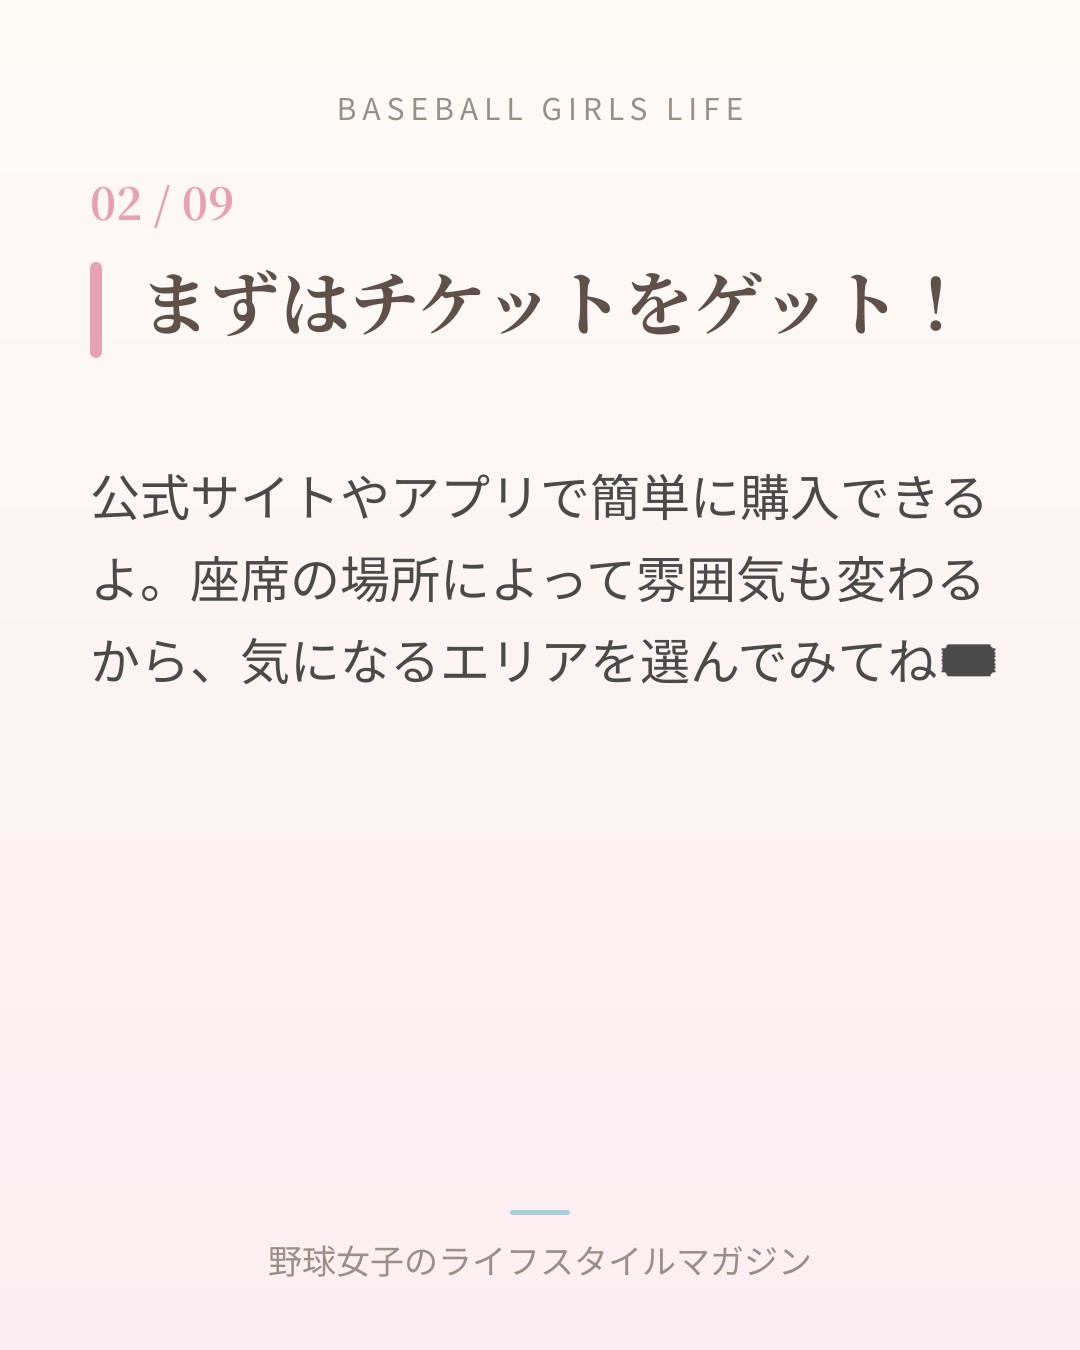 BASEBALL GIRLS LIFE
02 / 09
まずはチケットをゲット！
公式サイトやアプリで簡単に購入できる
よ。座席の場所によって雰囲気も変わる
から、気になるエリアを選んでみてね🎟
野球女子のライフスタイルマガジン